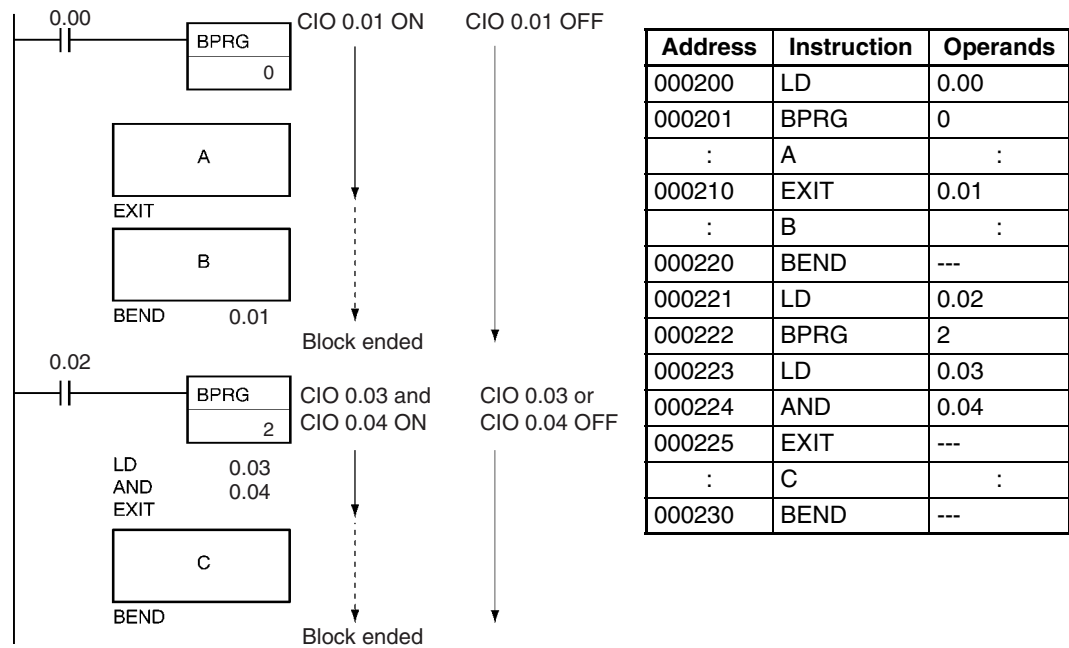 0.00
CIO 0.01 ON
CIO 0.01 OFF
BPRG
0
A
EXIT
B
BEND 0.01
Block ended
0.02
BPRG
2
CIO 0.03 and
CIO 0.04 ON
CIO 0.03 or
CIO 0.04 OFF
LD 0.03
AND 0.04
EXIT
C
BEND
Block ended
Address Instruction Operands
000200 LD 0.00
000201 BPRG 0
: A :
000210 EXIT 0.01
: B :
000220 BEND ---
000221 LD 0.02
000222 BPRG 2
000223 LD 0.03
000224 AND 0.04
000225 EXIT ---
: C :
000230 BEND ---